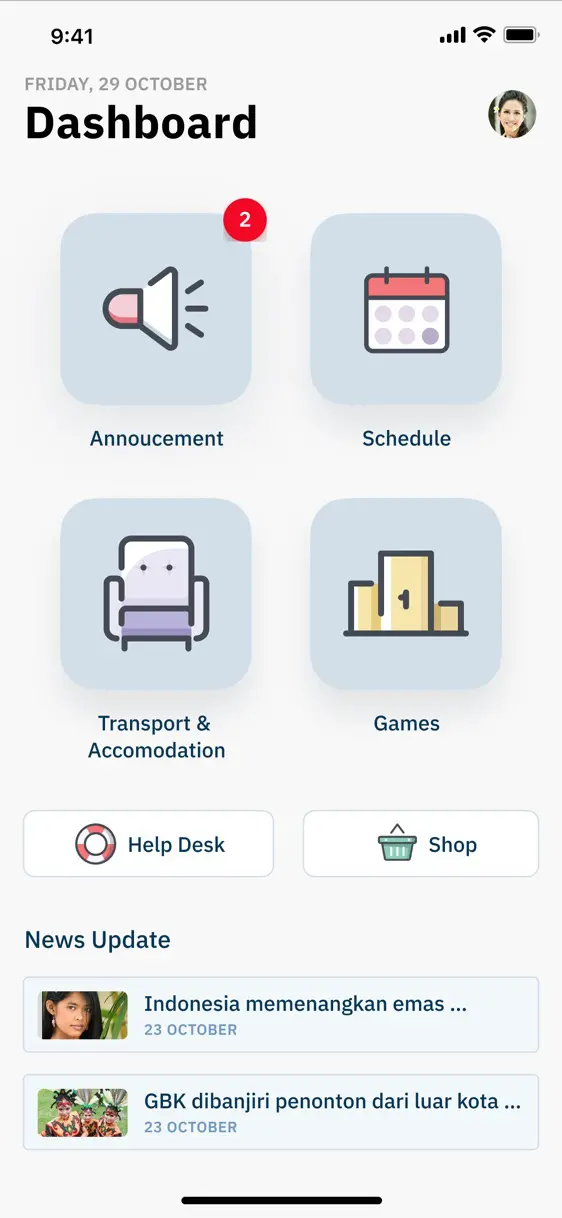 9:41
FRIDAY, 29 OCTOBER
Dashboard
2
Annoucement
Schedule
Transport &
Accomodation
Games
Help Desk
Shop
News Update
Indonesia memenangkan emas ...
23 OCTOBER
GBK dibanjiri penonton dari luar kota ...
23 OCTOBER